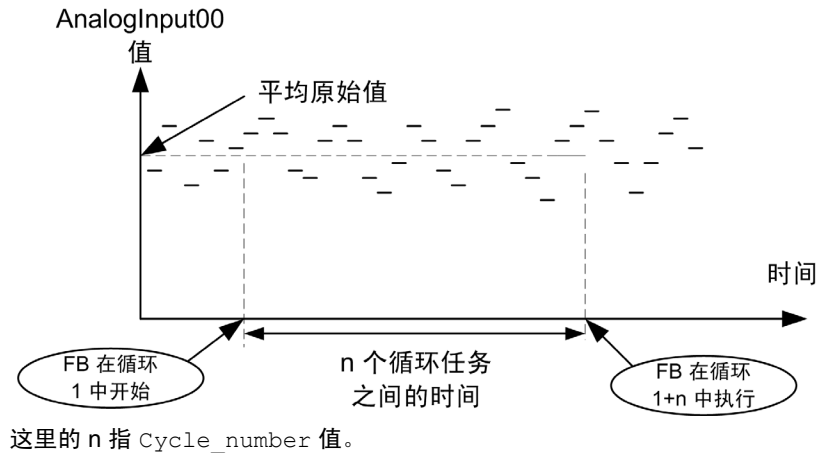 AnalogInput00
值
平均原始值
时间
FB 在循环
1 中开始
n 个循环任务
之间的时间
FB 在循环
1+n 中执行
这里的 n 指 Cycle_number 值。